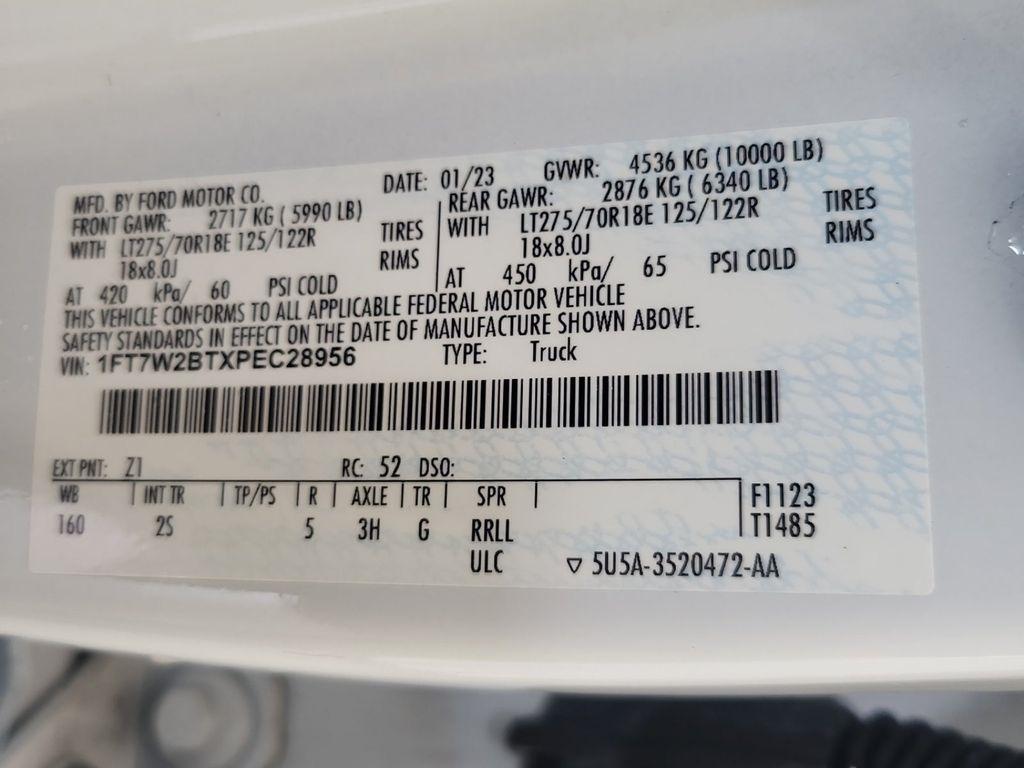 MFD. BY FORD MOTOR CO. DATE: 01/23 GVWR: 4536 KG (10000 LB)
FRONT GAWR: 2717 KG ( 5990 LB) REAR GAWR: 2876 KG ( 6340 LB)
WITH LT275/70R18E 125/122R TIRES WITH LT275/70R18E 125/122R TIRES
18x8.0J RIMS 18x8.0J RIMS
AT 420 kPa/ 60 PSI COLD AT 450 kPa/ 65 PSI COLD
THIS VEHICLE CONFORMS TO ALL APPLICABLE FEDERAL MOTOR VEHICLE
SAFETY STANDARDS IN EFFECT ON THE DATE OF MANUFACTURE SHOWN ABOVE.
VIN: 1FT7W2BTXPEC28956 TYPE: Truck
EXT PNT: Z1 RC: 52 DSO:
WB | INT TR | TP/PS | R | AXLE | TR | SPR | F1123
160 2S 5 3H G RRLL T1485
ULC ▽ 5U5A-3520472-AA